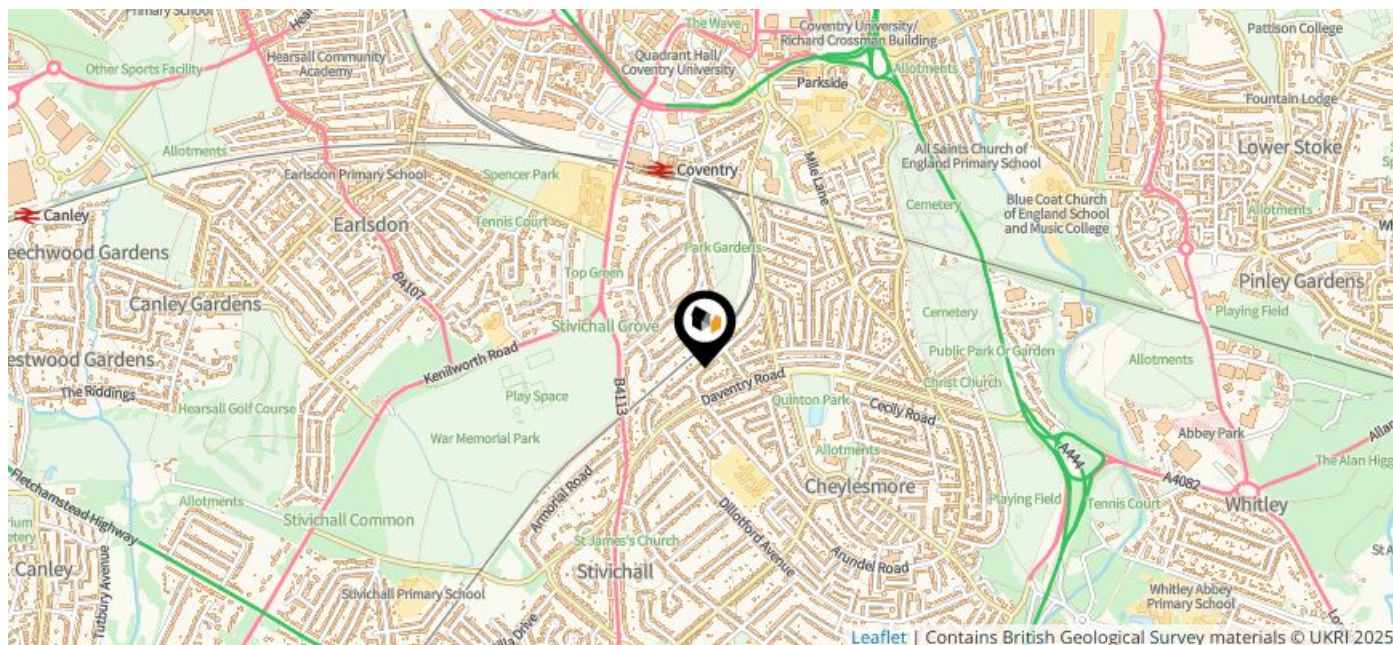 Primary School
Hear
The Wave
Coventry University/
Richard Crossman Building
Pattison College
Hearsall Community
Academy
Quadrant Hall/
Coventry University
Other Sports Facility
Allotments
Parkside
Fountain Lodge
Allotments
Earlsdon Primary School
Spencer Park
Coventry
Mile Lane
All Saints Church of
England Primary School
Lower Stoke
Canley
Earlsdon
Tennis Court
Cemetery
Blue Coat Church
of England School
and Music College
Allotments
eechwood Gardens
Park Gardens
Top Green
Pinley Gardens
Canley Gardens
B4107
Cemetery
Playing Field
Stivichall Grove
estwood Gardens
Kenilworth Road
Public Park Or Garden
Allotments
The Riddings
Play Space
B4113
Daventry Road
Christ Church
Hearsall Golf Course
Quinton Park
Cecily Road
War Memorial Park
Abbey Park
Allar
Allotments
A444
The Alan Higg
Fletchamstead Highway
Armorial Road
Cheylesmore
Playing Field
A4082
Allotments
Tennis Court
Whitley
Stivichall Common
Dillotford Avenue
St James's Church
Canley
Tutbury Avenue
Stivichall
Arundel Road
St A
Stivichall Primary School
Whitley Abbey
Primary School
illa Drive
Leaflet | Contains British Geological Survey materials © UKRI 2025